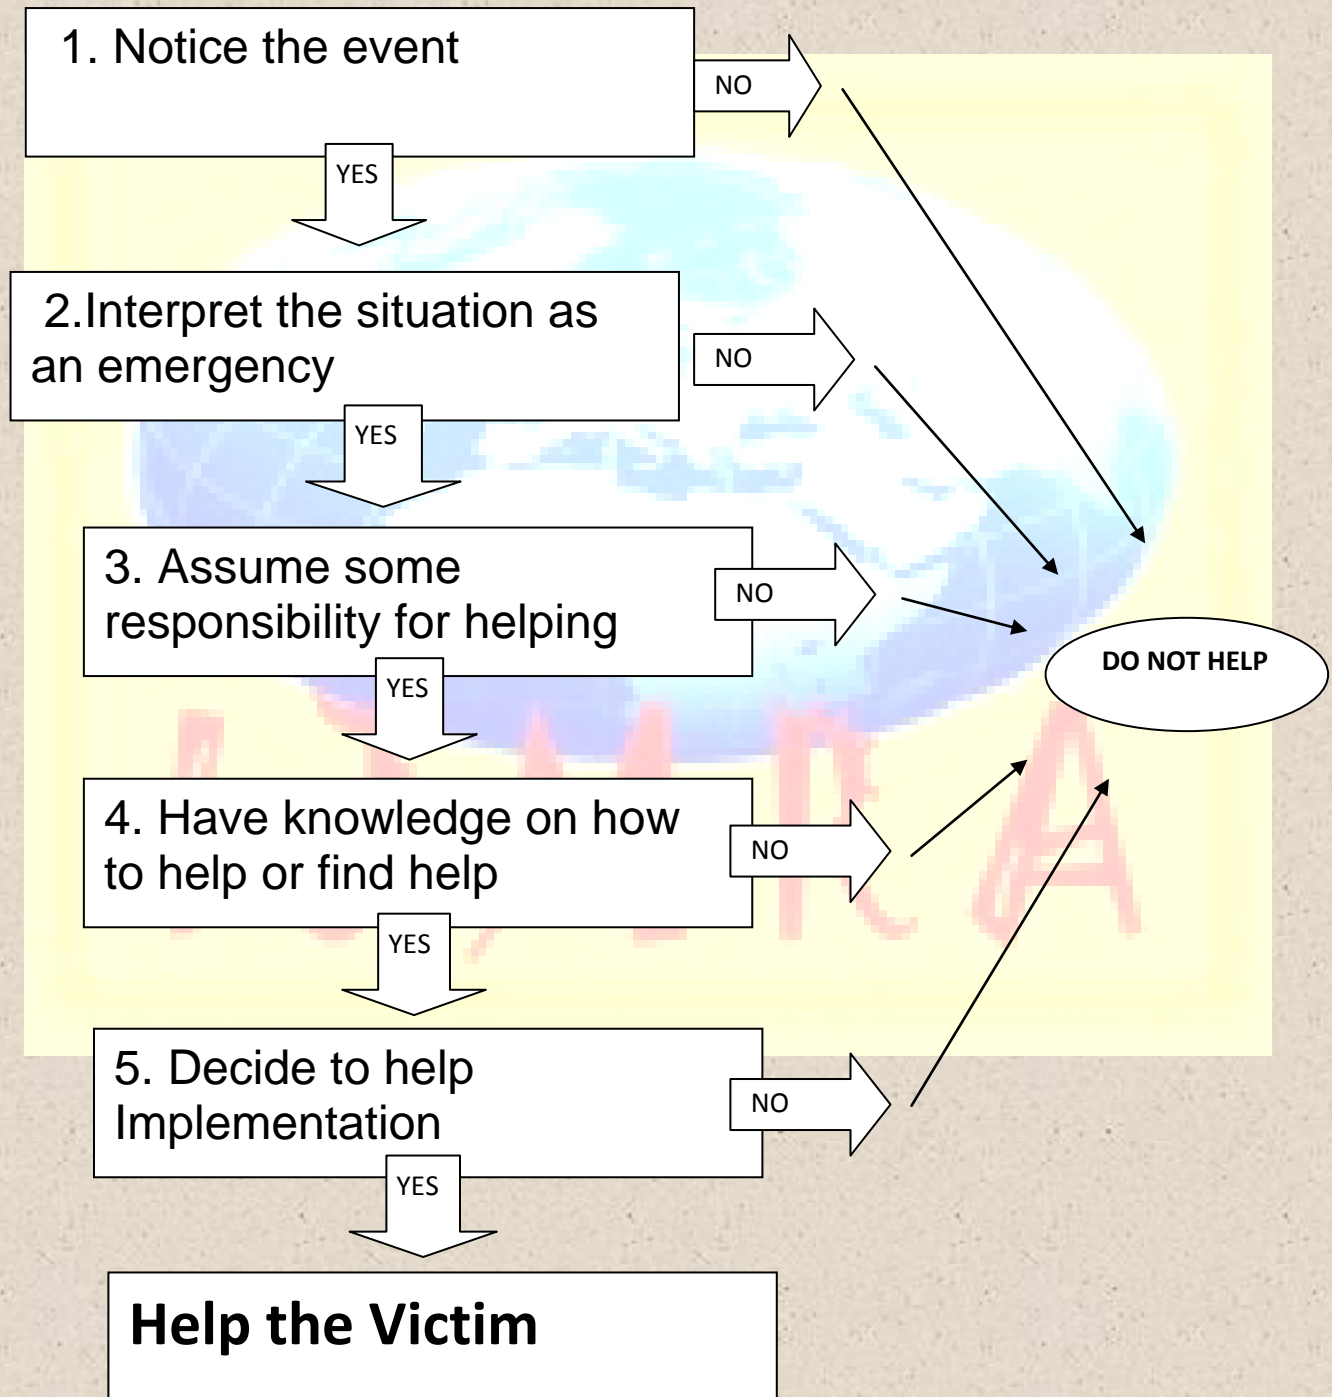 1. Notice the event
NO
YES
2.Interpret the situation as
an emergency
NO
YES
3. Assume some
responsibility for helping
NO
DO NOT HELP
YES
4. Have knowledge on how
to help or find help
NO
YES
5. Decide to help
Implementation
NO
YES
Help the Victim